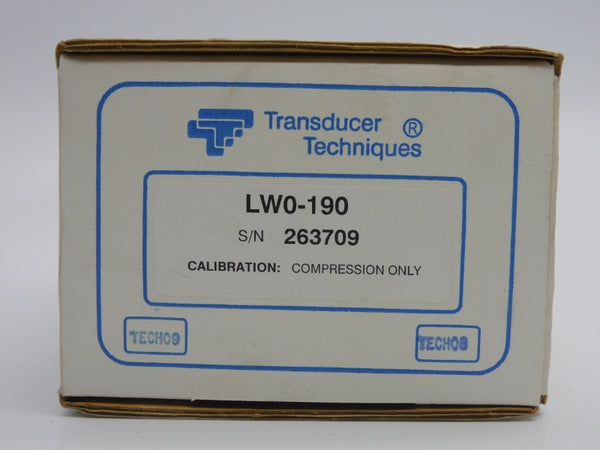 Transducer ®
Techniques
LW0-190
S/N 263709
CALIBRATION: COMPRESSION ONLY
TECH09
TECH08